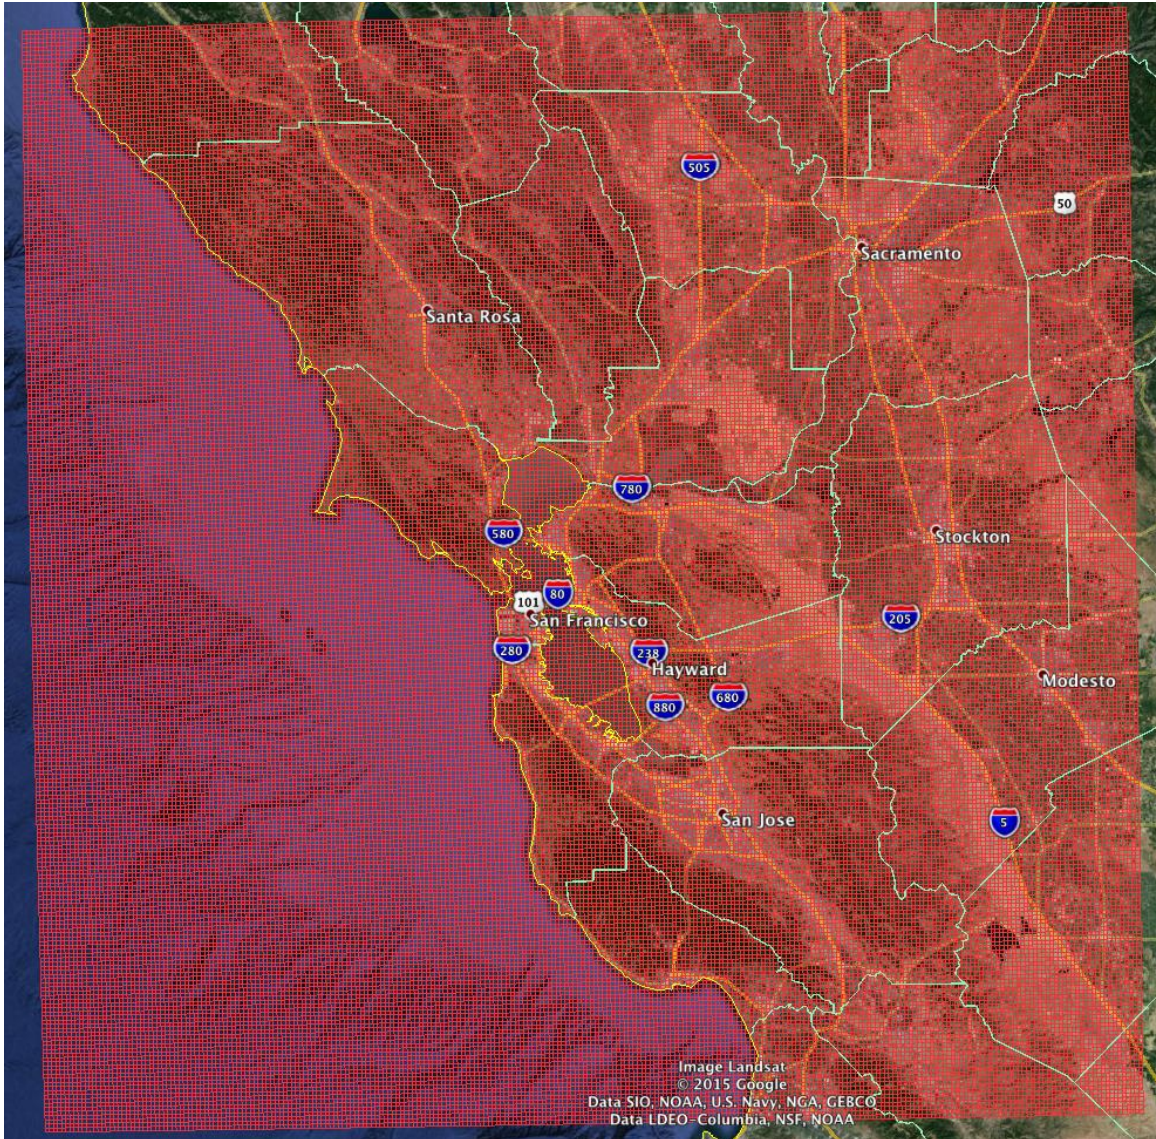 505
50
Sacramento
Santa Rosa
780
580
Stockton
80
101
San Francisco
205
280
238
Hayward
Modesto
680
880
San Jose
5
Image Landsat
© 2015 Google
Data SIO, NOAA, U.S. Navy, NGA, GEBCO
Data LDEO-Columbia, NSF, NOAA